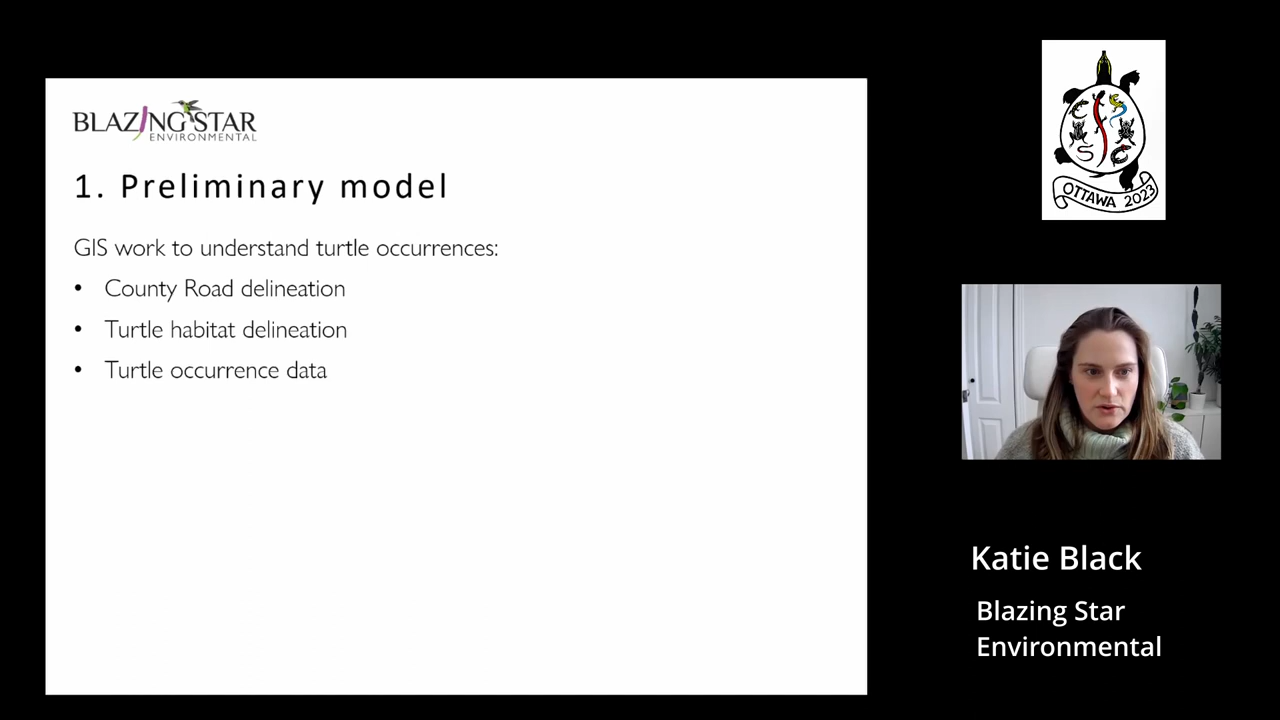 BLAZING STAR
ENVIRONMENTAL
1. Preliminary model
GIS work to understand turtle occurrences:
• County Road delineation
• Turtle habitat delineation
• Turtle occurrence data
C S C
OTTAWA 2023
Katie Black
Blazing Star
Environmental